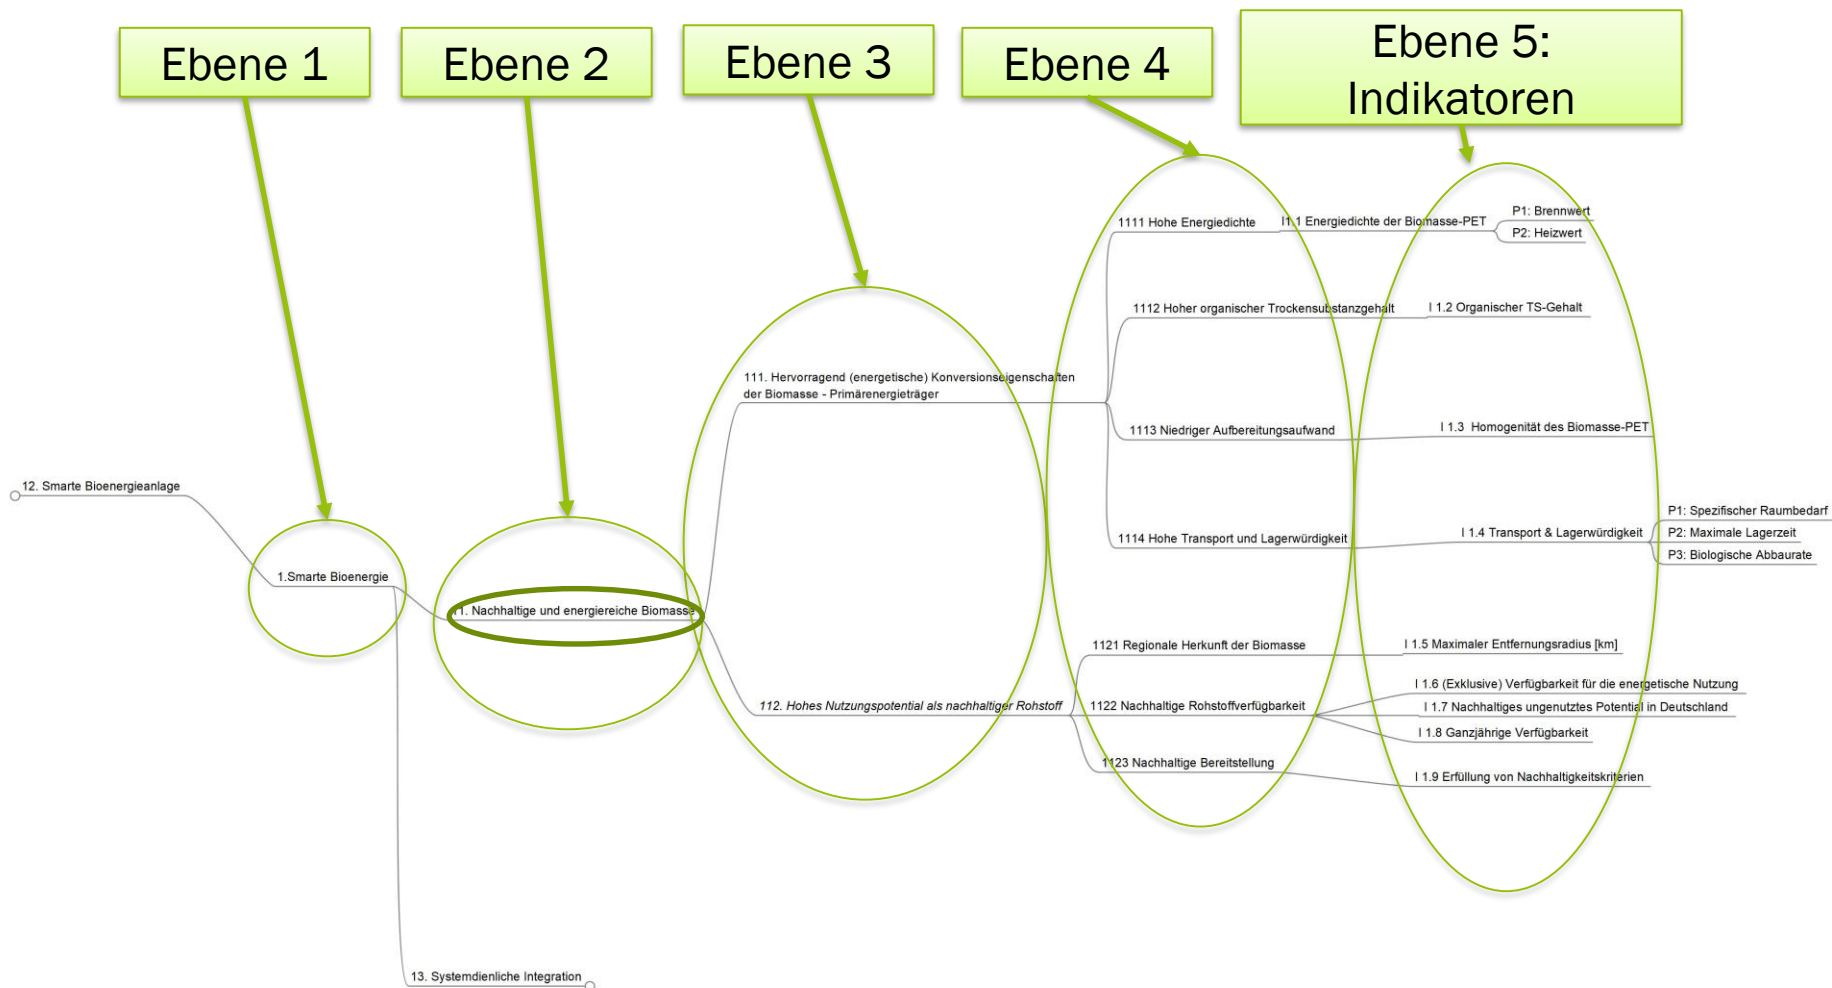 Ebene 1
Ebene 2
Ebene 3
Ebene 4
Ebene 5:
Indikatoren
12. Smarte Bioenergieanlage
1.Smarte Bioenergie
13. Systemdienliche Integration
11. Nachhaltige und energiereiche Biomasse
111. Hervorragend (energetische) Konversionseigenschaften
der Biomasse - Primärenergieträger
112. Hohes Nutzungspotential als nachhaltiger Rohstoff
1111 Hohe Energiedichte
I1.1 Energiedichte der Biomasse-PET
P1: Brennwert
P2: Heizwert
1112 Hoher organischer Trockensubstanzgehalt
I 1.2 Organischer TS-Gehalt
1113 Niedriger Aufbereitungsaufwand
I 1.3 Homogenität des Biomasse-PET
1114 Hohe Transport und Lagerwürdigkeit
I 1.4 Transport & Lagerwürdigkeit
P1: Spezifischer Raumbedarf
P2: Maximale Lagerzeit
P3: Biologische Abbaurate
1121 Regionale Herkunft der Biomasse
I 1.5 Maximaler Entfernungsradius [km]
1122 Nachhaltige Rohstoffverfügbarkeit
I 1.6 (Exklusive) Verfügbarkeit für die energetische Nutzung
I 1.7 Nachhaltiges ungenutztes Potential in Deutschland
I 1.8 Ganzjährige Verfügbarkeit
1123 Nachhaltige Bereitstellung
I 1.9 Erfüllung von Nachhaltigkeitskriterien